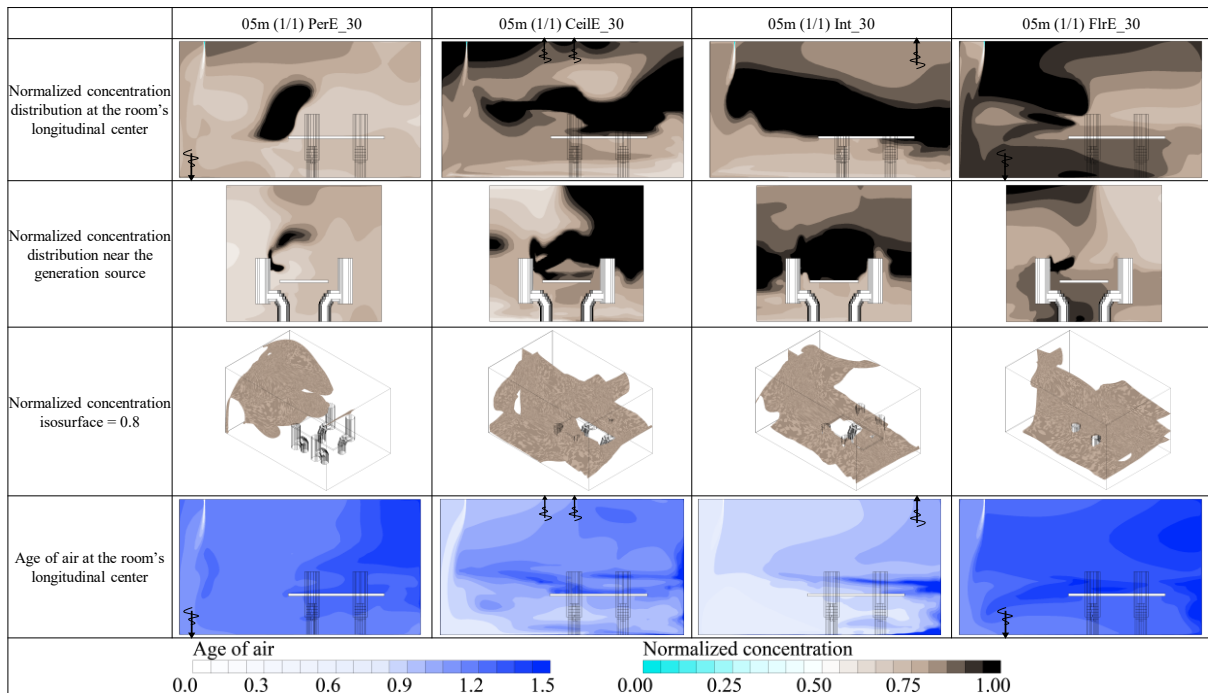 05m (1/1) PerE_30
05m (1/1) CeilE_30
05m (1/1) Int_30
05m (1/1) FlrE_30
Normalized concentration
distribution at the room’s
longitudinal center
Normalized concentration
distribution near the
generation source
Normalized concentration
isosurface = 0.8
Age of air at the room’s
longitudinal center
Age of air
0.0 0.3 0.6 0.9 1.2 1.5
Normalized concentration
0.00 0.25 0.50 0.75 1.00